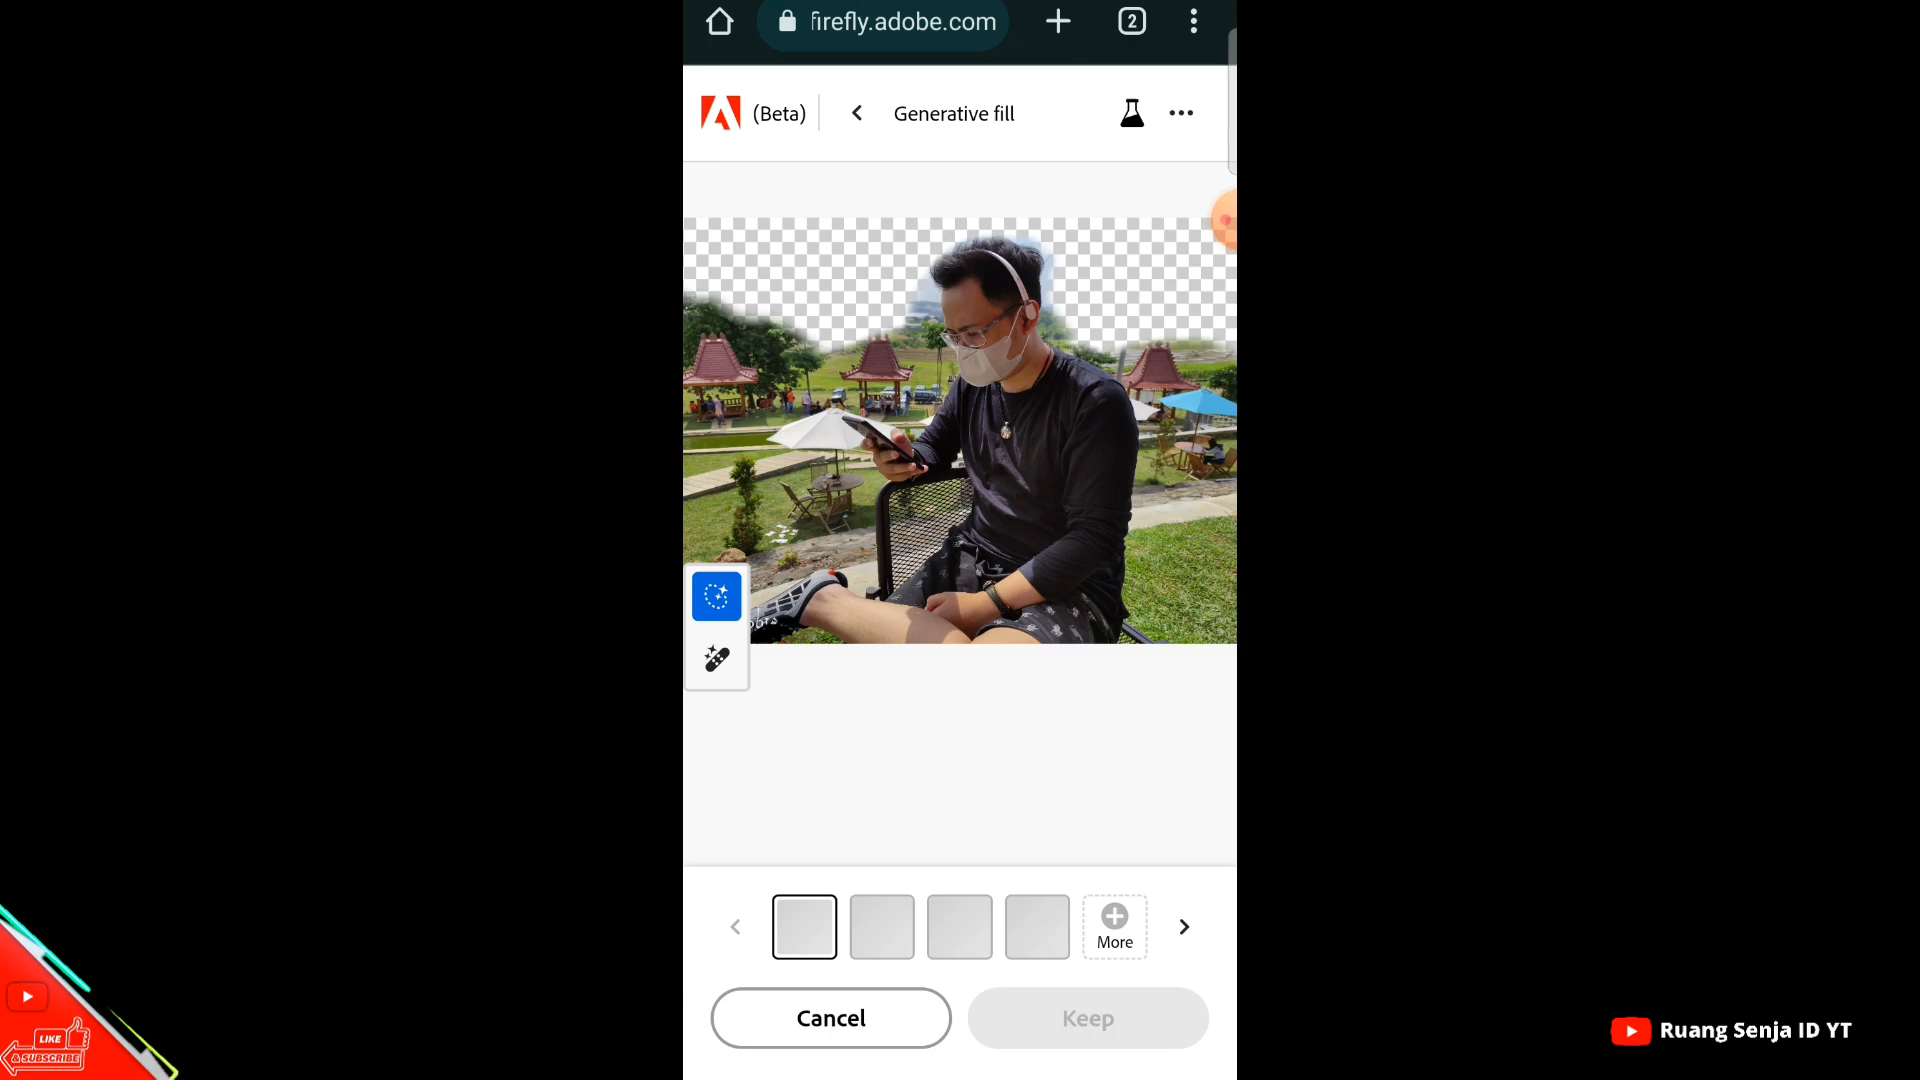 firefly.adobe.com
2
(Beta)
Generative fill
More
Cancel
Keep
LIKE
& SUBSCRIBE
Ruang Senja ID YT